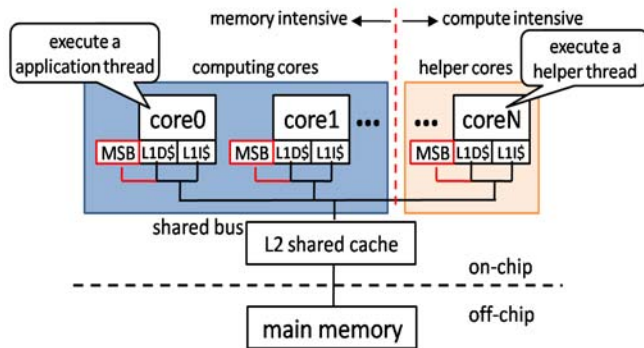 memory intensive
compute intensive
execute a
application thread
computing cores
helper cores
execute a
helper thread
core0
core1
...
...
coreN
MSB L1D$ L1I$
MSB L1D$ L1I$
MSB L1D$ L1I$
shared bus
L2 shared cache
on-chip
off-chip
main memory